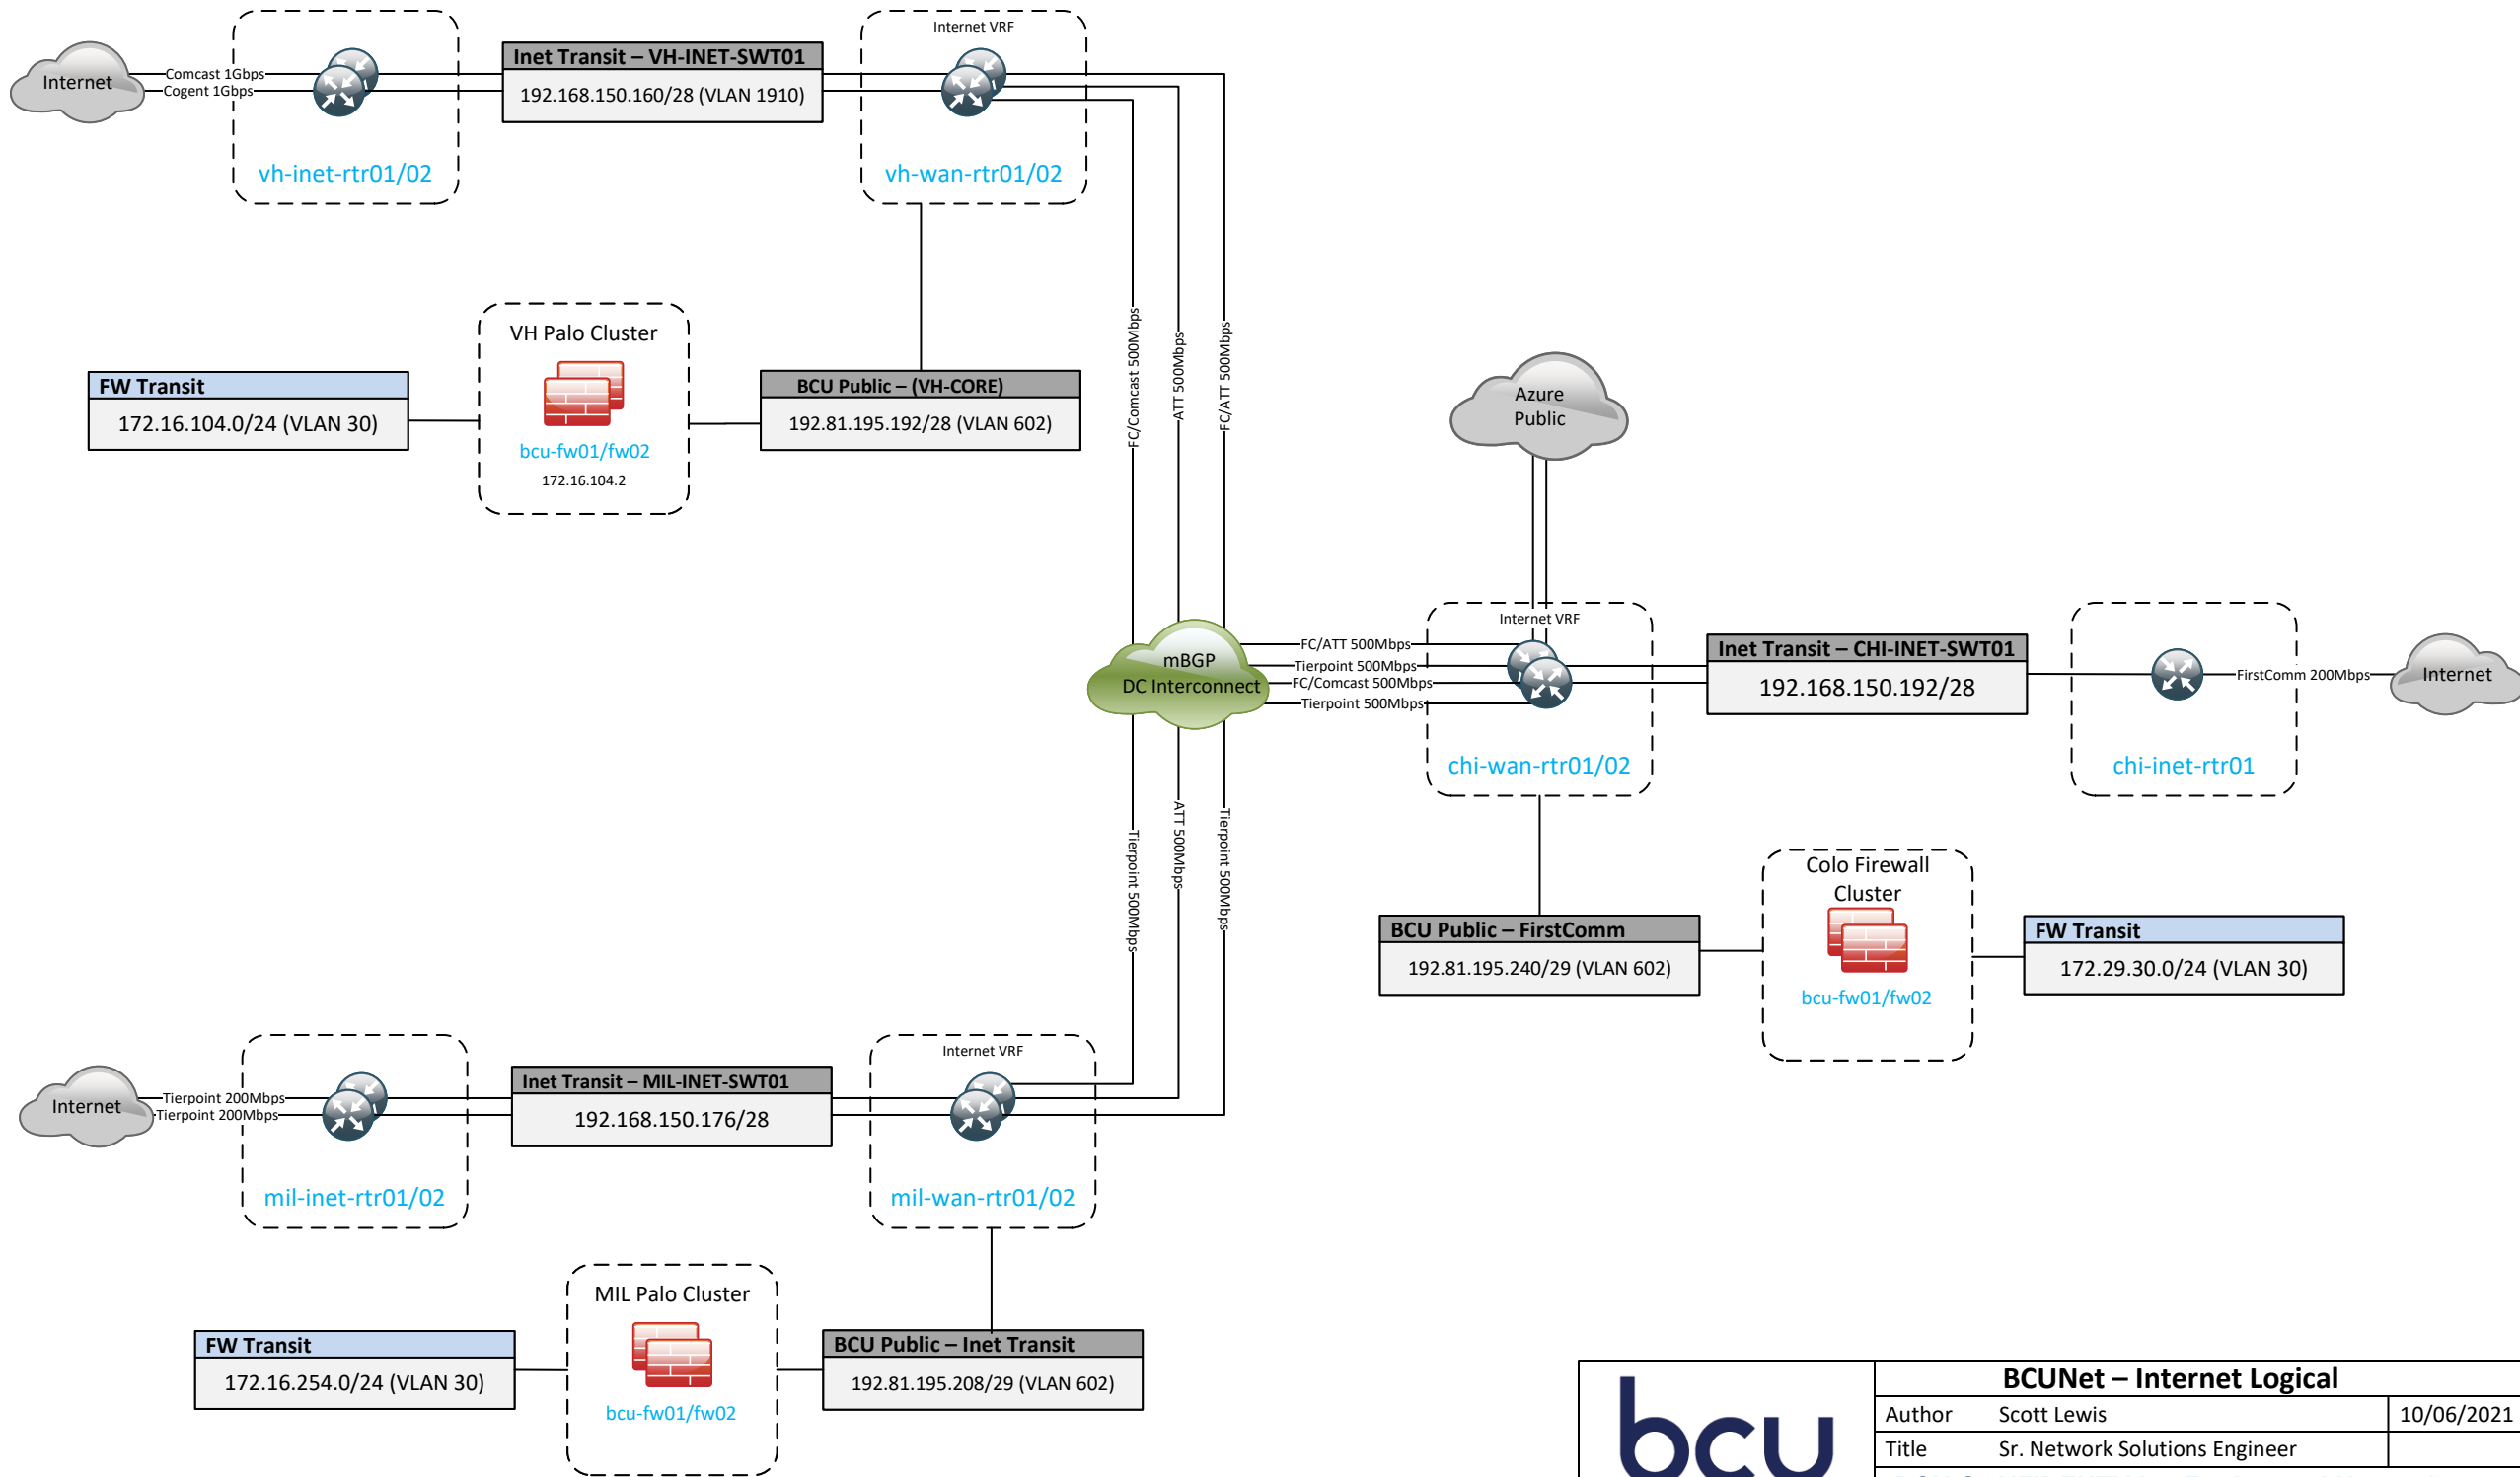 Internet VRF
Internet
Comcast 1Gbps
Cogent 1Gbps
Inet Transit – VH-INET-SWT01
192.168.150.160/28 (VLAN 1910)
vh-inet-rtr01/02
vh-wan-rtr01/02
VH Palo Cluster
FW Transit
172.16.104.0/24 (VLAN 30)
bcu-fw01/fw02
172.16.104.2
BCU Public – (VH-CORE)
192.81.195.192/28 (VLAN 602)
FC/Comcast 500Mbps
ATT 500Mbps
FC/ATT 500Mbps
Azure
Public
mBGP
DC Interconnect
FC/ATT 500Mbps
Tierpoint 500Mbps
FC/Comcast 500Mbps
Tierpoint 500Mbps
Internet VRF
chi-wan-rtr01/02
Inet Transit – CHI-INET-SWT01
192.168.150.192/28
chi-inet-rtr01
FirstComm 200Mbps
Internet
Tierpoint 500Mbps
ATT 500Mbps
Tierpoint 500Mbps
BCU Public – FirstComm
192.81.195.240/29 (VLAN 602)
Colo Firewall
Cluster
bcu-fw01/fw02
FW Transit
172.29.30.0/24 (VLAN 30)
Internet
Tierpoint 200Mbps
Tierpoint 200Mbps
mil-inet-rtr01/02
Inet Transit – MIL-INET-SWT01
192.168.150.176/28
Internet VRF
mil-wan-rtr01/02
FW Transit
172.16.254.0/24 (VLAN 30)
MIL Palo Cluster
bcu-fw01/fw02
BCU Public – Inet Transit
192.81.195.208/29 (VLAN 602)
bcu
BCUNet – Internet Logical
Author Scott Lewis 10/06/2021
Title Sr. Network Solutions Engineer